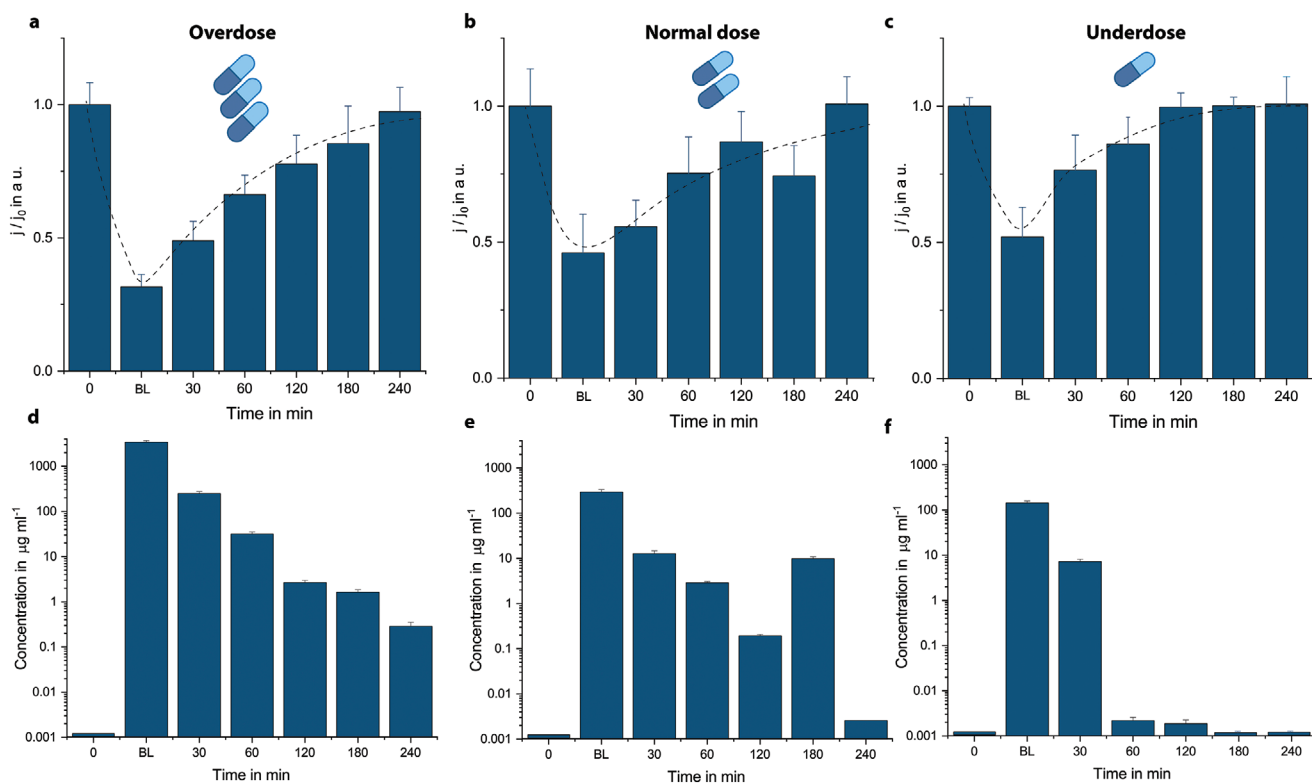 a
Overdose
j / j₀ in a u.
1.0
0.5
0.0
0 BL 30 60 120 180 240
Time in min
b
Normal dose
j / j₀ in a u.
1.0
0.5
0.0
0 BL 30 60 120 180 240
Time in min
c
Underdose
j / j₀ in a u.
1.0
0.5
0.0
0 BL 30 60 120 180 240
Time in min
d
Concentration in µg ml⁻¹
1000
100
10
1
0.1
0.001
0.001
0 BL 30 60 120 180 240
Time in min
e
Concentration in µg ml⁻¹
1000
100
10
1
0.1
0.001
0.001
0 BL 30 60 120 180 240
Time in min
f
Concentration in µg ml⁻¹
1000
100
10
1
0.1
0.001
0.001
0 BL 30 60 120 180 240
Time in min